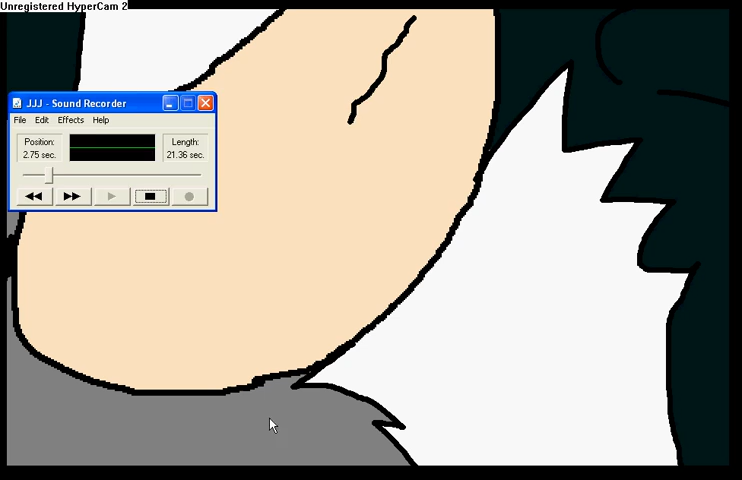 Unregistered HyperCam 2
JJJ - Sound Recorder
File Edit Effects Help
Position:
2.75 sec.
Length:
21.36 sec.